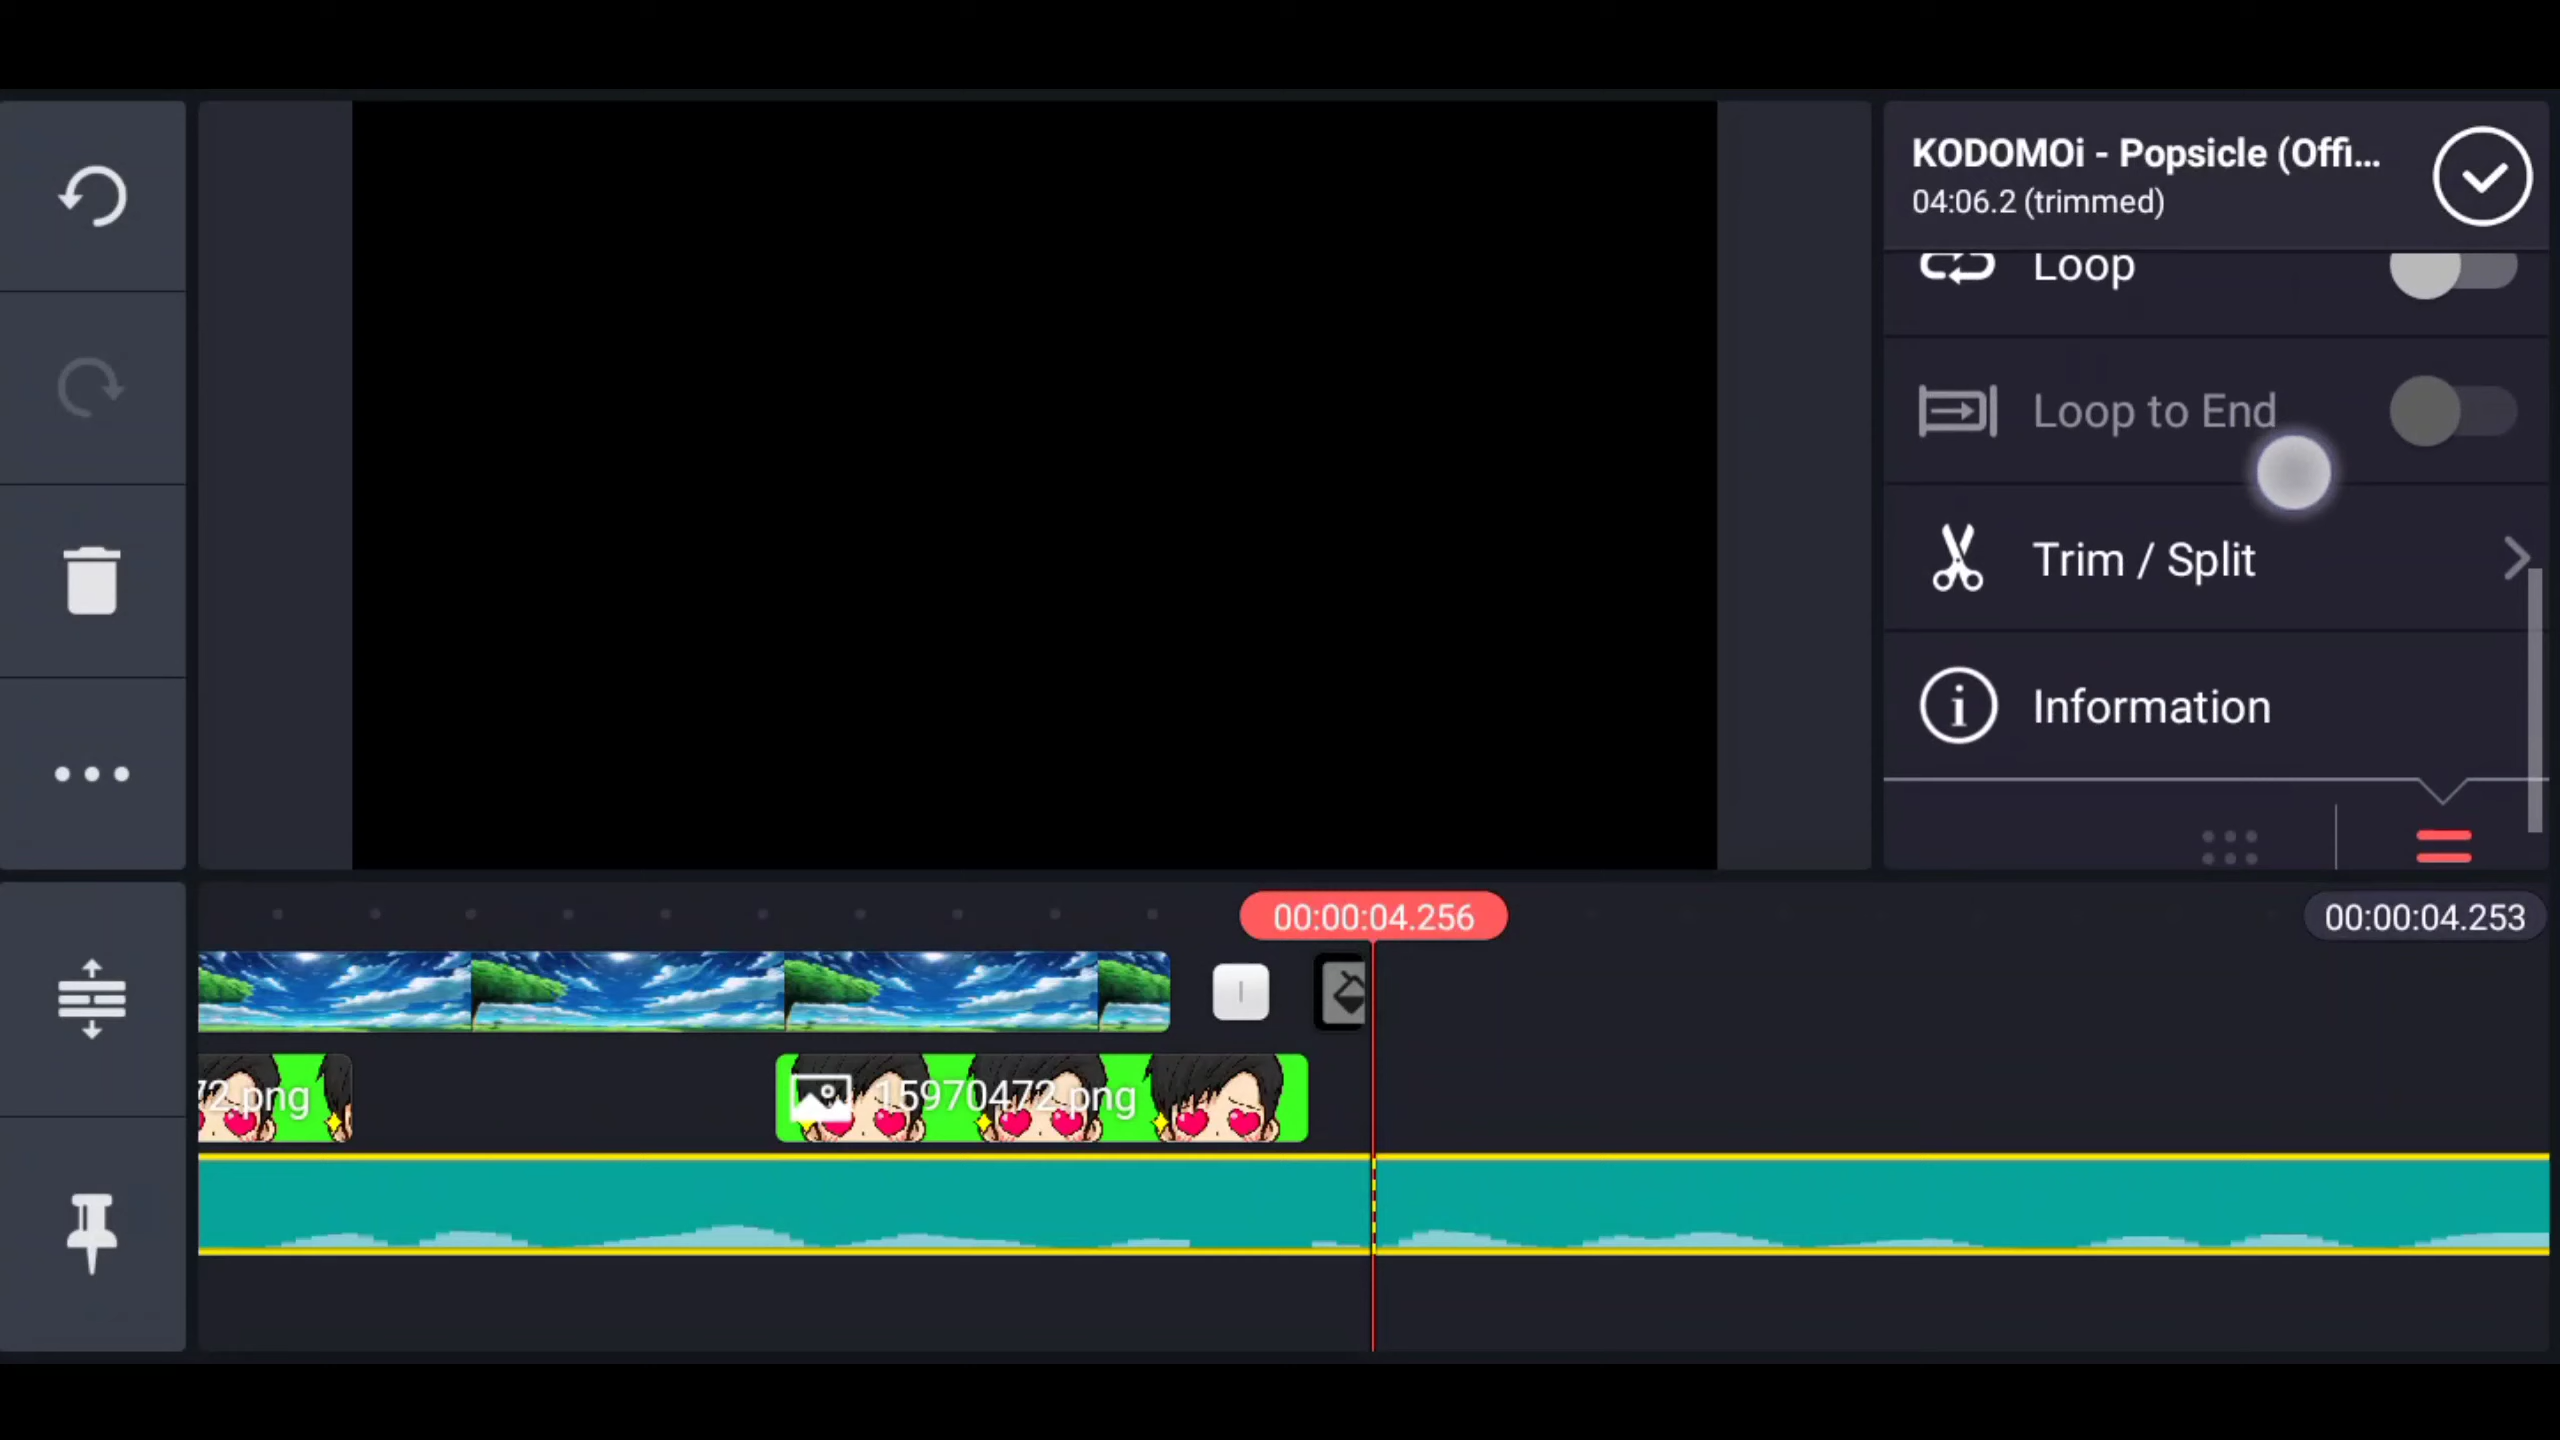 KODOMOi - Popsicle (Offi...
04:06.2 (trimmed)
Loop
Loop to End
Trim / Split
Information
00:00:04.256
00:00:04.253
72.png
15970472.png